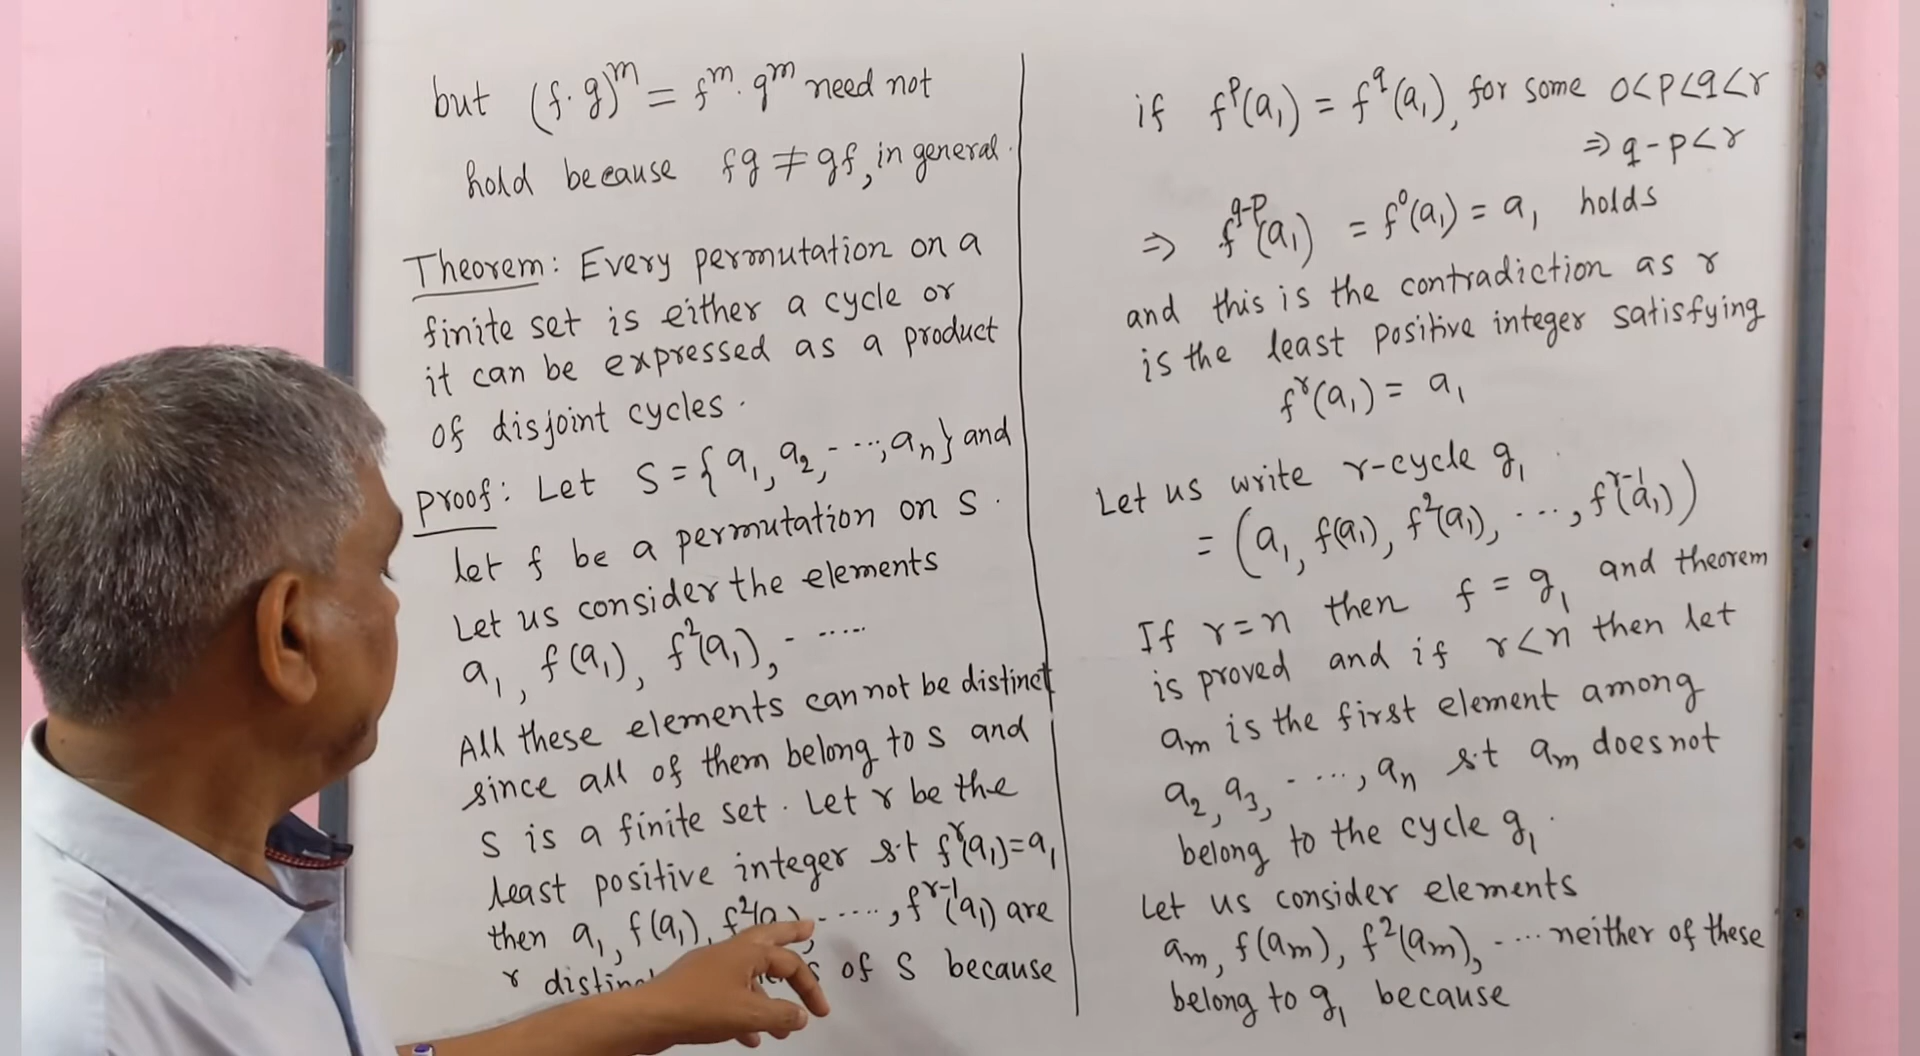 but (f·g)^m = f^m · g^m need not
hold because fg ≠ gf, in general.
Theorem: Every permutation on a
finite set is either a cycle or
it can be expressed as a product
of disjoint cycles.
Proof: Let S = {a₁, a₂, - ..., aₙ} and
let f be a permutation on S.
Let us consider the elements
a₁, f(a₁), f²(a₁), - .....
All these elements cannot be distinct
since all of them belong to S and
S is a finite set. Let r be the
least positive integer s.t f^r(a₁)=a₁
then a₁, f(a₁), f²(a - ...., f^(r-1)(a₁) are
r of S because
if f^p(a₁) = f^q(a₁), for some 0<p<q<r
⇒ q-p<r
⇒ f^(q-p)(a₁) = f⁰(a₁) = a₁ holds
and this is the contradiction as r
is the least positive integer satisfying
f^r(a₁) = a₁
Let us write r-cycle g₁
= (a₁, f(a₁), f²(a₁), - ..., f^(r-1)(a₁))
If r=n then f = g₁ and theorem
is proved and if r<n then let
am is the first element among
a₂, a₃, - ..., aₙ s.t am doesnot
belong to the cycle g₁.
Let us consider elements
am, f(am), f²(am), - ... neither of these
belong to g₁ because